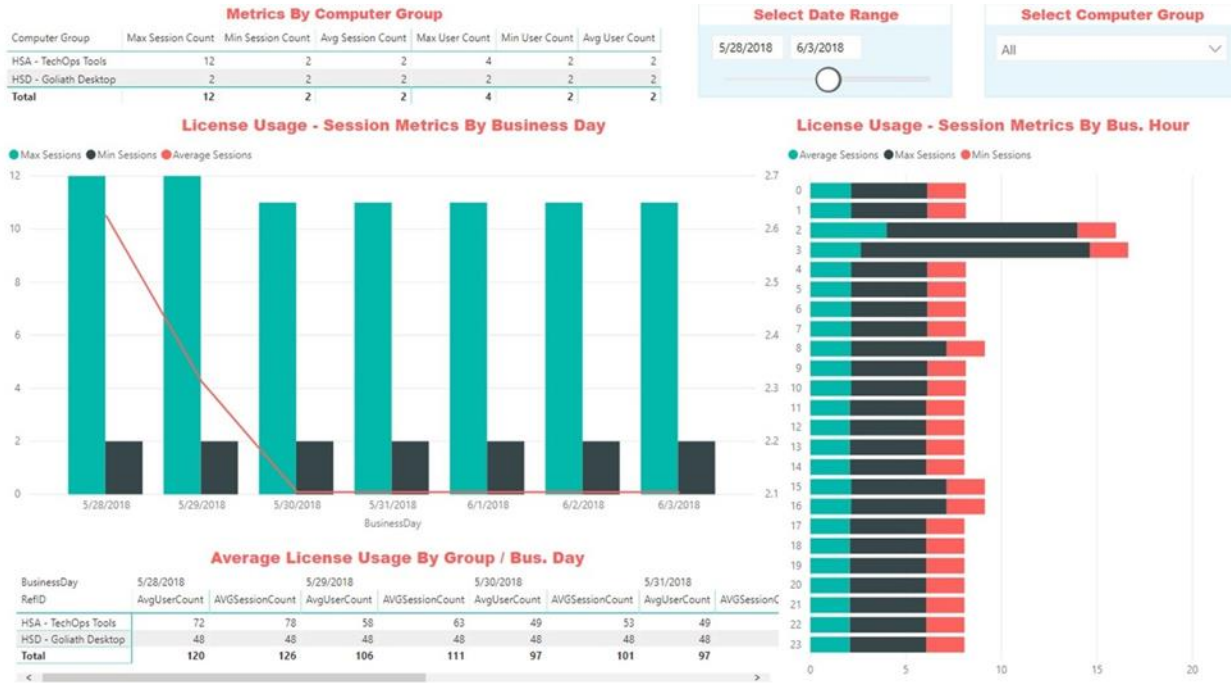 Metrics By Computer Group
Computer Group Max Session Count Min Session Count Avg Session Count Max User Count Min User Count Avg User Count
HSA - TechOps Tools 12 2 2 4 2 2
HSD - Goliath Desktop 2 2 2 2 2 2
Total 12 2 2 4 2 2
Select Date Range
5/28/2018 6/3/2018
Select Computer Group
All
License Usage - Session Metrics By Business Day
Max Sessions Min Sessions Average Sessions
12 2.7
10 2.6
2.5
8
6 2.4
4 2.3
2 2.2
0 2.1
5/28/2018 5/29/2018 5/30/2018 5/31/2018 6/1/2018 6/2/2018 6/3/2018
BusinessDay
License Usage - Session Metrics By Bus. Hour
Average Sessions Max Sessions Min Sessions
0
1
2
3
4
5
6
7
8
9
10
11
12
13
14
15
16
17
18
19
20
21
22
23
0 5 10 15 20
Average License Usage By Group / Bus. Day
BusinessDay 5/28/2018 5/29/2018 5/30/2018 5/31/2018
RefID AvgUserCount AVGSessionCount AvgUserCount AVGSessionCount AvgUserCount AVGSessionCount AvgUserCount AVGSessionC
HSA - TechOps Tools 72 78 58 63 49 53 49
HSD - Goliath Desktop 48 48 48 48 48 48 48
Total 120 126 106 111 97 101 97